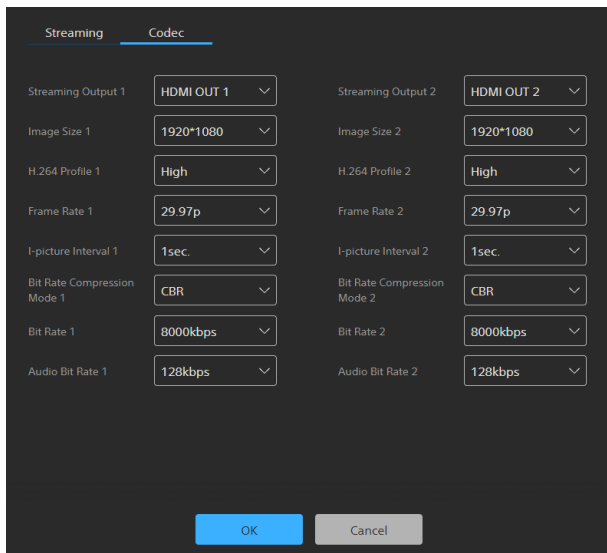 Streaming Codec
Streaming Output 1 HDMI OUT 1 Streaming Output 2 HDMI OUT 2
Image Size 1 1920*1080 Image Size 2 1920*1080
H.264 Profile 1 High H.264 Profile 2 High
Frame Rate 1 29.97p Frame Rate 2 29.97p
I-picture Interval 1 1sec. I-picture Interval 2 1sec.
Bit Rate Compression
Mode 1 CBR Bit Rate Compression
Mode 2 CBR
Bit Rate 1 8000kbps Bit Rate 2 8000kbps
Audio Bit Rate 1 128kbps Audio Bit Rate 2 128kbps
OK Cancel